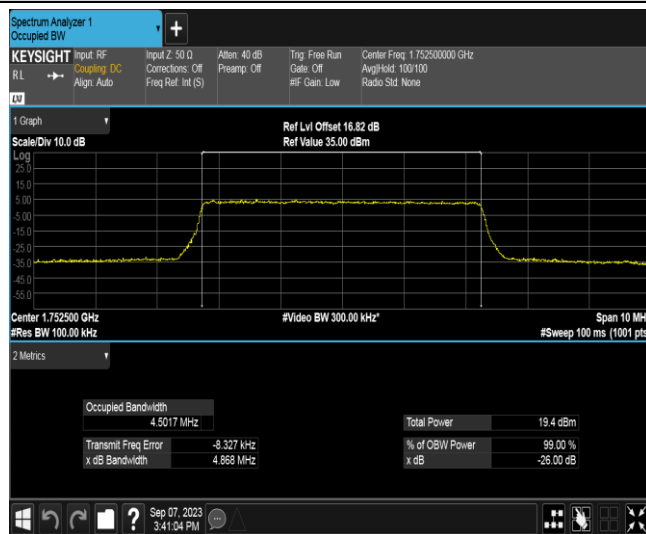 Spectrum Analyzer 1
Occupied BW
KEYSIGHT
RL
LXI
Input: RF
Coupling: DC
Align: Auto
Input Z: 50 Ω
Corrections: Off
Freq Ref: Int (S)
Atten: 40 dB
Preamp: Off
Trig: Free Run
Gate: Off
#IF Gain: Low
Center Freq: 1.752500000 GHz
Avg|Hold: 100/100
Radio Std: None
1 Graph
Scale/Div 10.0 dB
Ref Lvl Offset 16.82 dB
Ref Value 35.00 dBm
Log
25.0
15.0
5.00
-5.00
-15.0
-25.0
-35.0
-45.0
-55.0
Center 1.752500 GHz
#Res BW 100.00 kHz
#Video BW 300.00 kHz*
Span 10 MH
#Sweep 100 ms (1001 pts
2 Metrics
Occupied Bandwidth
4.5017 MHz
Transmit Freq Error -8.327 kHz
x dB Bandwidth 4.868 MHz
Total Power 19.4 dBm
% of OBW Power 99.00 %
x dB -26.00 dB
?
Sep 07, 2023
3:41:04 PM